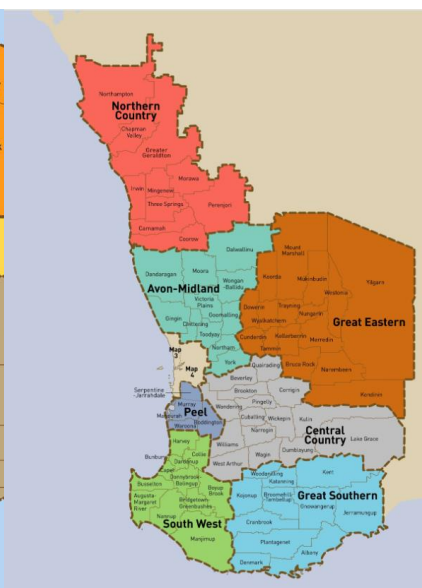 Northampton
Northern
Country
Chapman
Valley
Greater
Geraldton
Morawa
Irwin Mingenew
Three Springs
Perenjori
Carnamah
Coorow
Dalwallinu
Dandaragan
Moora
Avon-Midland
Wongan
-Ballidu
Victoria
Plains
Gingin
Goomalling
Chittering
Toodyay
Northam
York
Mount
Marshall
Koorda
Mukinbudin
Yilgarn
Westonia
Dowerin
Trayning
Nungarin
Wyalkatchem
Great Eastern
Cunderdin
Kellerberrin
Merredin
Tammin
Bruce Rock
Narembeen
Kondinin
Map
3
Map
4
Serpentine
-Jarrahdale
Peel
Murray
Mandurah
Boddington
Waroona
Quairading
Beverley
Brookton
Corrigin
Pingelly
Wandering
Cuballing
Wickepin
Kulin
Narrogin
Central
Country
Lake Grace
Williams
Dumbleyung
Wagin
West Arthur
Harvey
Bunbury
Collie
Dardanup
Capel
Donnybrook
-Balingup
Busselton
Boyup
Brook
Augusta-
Margaret
River
Bridgetown
Greenbushes
Nannup
South West
Manjimup
Woodanilling
Kent
Katanning
Kojonup
Broomehill
-Tambellup
Great Southern
Gnowangerup
Jerramungup
Cranbrook
Plantagenet
Albany
Denmark